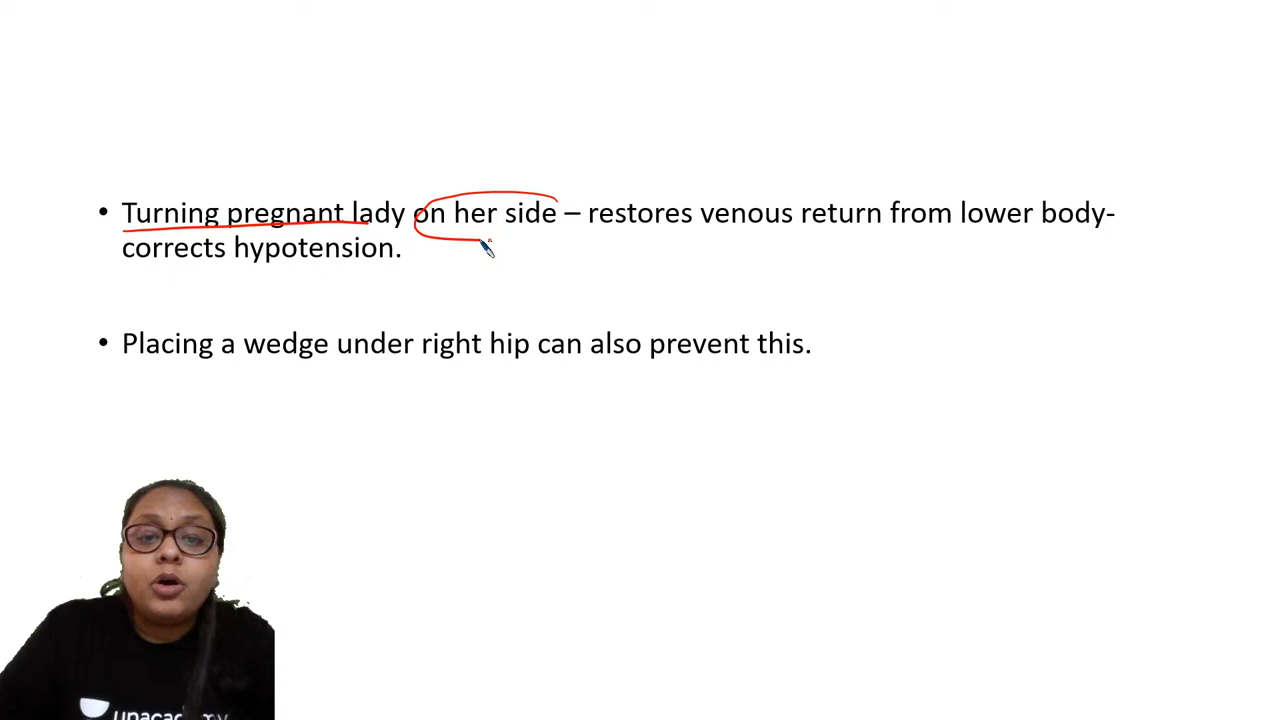 • Turning pregnant lady on her side – restores venous return from lower body-
corrects hypotension.
• Placing a wedge under right hip can also prevent this.
unacademy